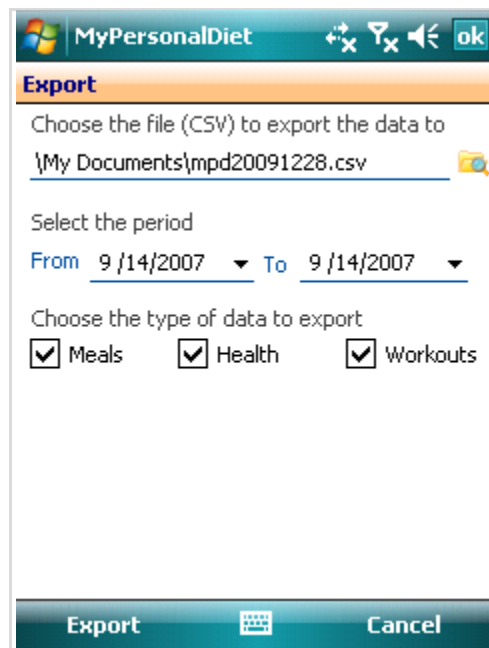 MyPersonalDiet ok
Export
Choose the file (CSV) to export the data to
\My Documents\mpd20091228.csv
Select the period
From 9 /14/2007 To 9 /14/2007
Choose the type of data to export
Meals Health Workouts
Export Cancel